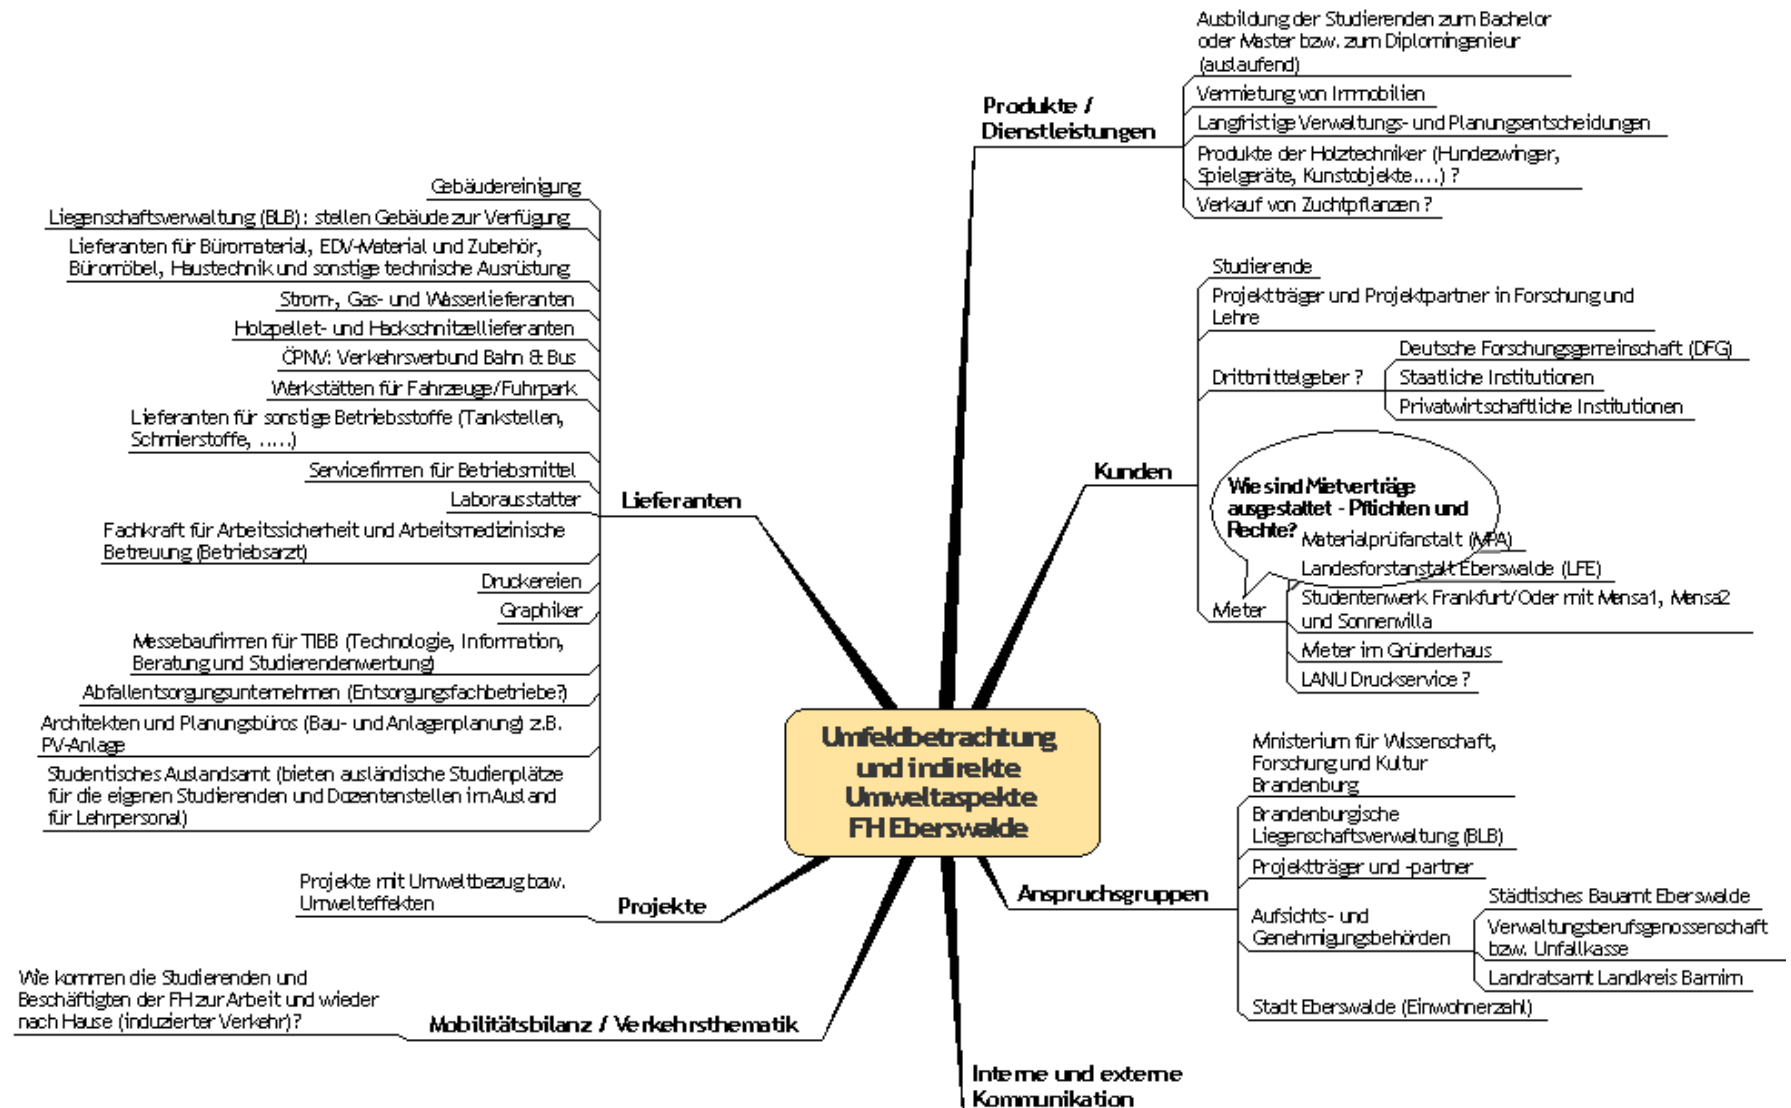 Ausbildung der Studierenden zum Bachelor
oder Master bzw. zum Diplomingenieur
(auslaufend)
Produkte /
Dienstleistungen
Vermietung von Immobilien
Langfristige Verwaltungs- und Planungsentscheidungen
Produkte der Holztechniker (Hundezwinger,
Spielgeräte, Kunstobjekte....) ?
Verkauf von Zuchtpflanzen ?
Kunden
Studierende
Projektträger und Projektpartner in Forschung und
Lehre
Drittmittelgeber ?
Deutsche Forschungsgemeinschaft (DFG)
Staatliche Institutionen
Privatwirtschaftliche Institutionen
Wie sind Mietverträge
ausgestattet - Pflichten und
Rechte?
Mieter
Materialprüfanstalt (MPA)
Landesforstanstalt Eberswalde (LFE)
Studentenwerk Frankfurt/Oder mit Mensa1, Mensa2
und Sonnenvilla
Mieter im Gründerhaus
LANU Druckservice ?
Anspruchsgruppen
Ministerium für Wissenschaft,
Forschung und Kultur
Brandenburg
Brandenburgische
Liegenschaftsverwaltung (BLB)
Projektträger und -partner
Aufsichts- und
Genehmigungsbehörden
Städtisches Bauamt Eberswalde
Verwaltungsberufsgenossenschaft
bzw. Unfallkasse
Landratsamt Landkreis Barnim
Stadt Eberswalde (Einwohnerzahl)
Interne und externe
Kommunikation
Umfeldbetrachtung
und indirekte
Umweltaspekte
FH Eberswalde
Lieferanten
Gebäudereinigung
Liegenschaftsverwaltung (BLB) : stellen Gebäude zur Verfügung
Lieferanten für Büromaterial, EDV-Material und Zubehör,
Büromöbel, Haustechnik und sonstige technische Ausrüstung
Strom-, Gas- und Wasserlieferanten
Holzpellet- und Hackschnitzellieferanten
ÖPNV: Verkehrsverbund Bahn & Bus
Werkstätten für Fahrzeuge/Fuhrpark
Lieferanten für sonstige Betriebsstoffe (Tankstellen,
Schmierstoffe, .....)
Servicefirmen für Betriebsmittel
Laborausstatter
Fachkraft für Arbeitssicherheit und Arbeitsmedizinische
Betreuung (Betriebsarzt)
Druckereien
Graphiker
Messebaufirmen für TIBB (Technologie, Information,
Beratung und Studierendenwerbung)
Abfallentsorgungsunternehmen (Entsorgungsfachbetriebe?)
Architekten und Planungsbüros (Bau- und Anlagenplanung) z.B.
PV-Anlage
Studentisches Auslandsamt (bieten ausländische Studienplätze
für die eigenen Studierenden und Dozentenstellen im Ausland
für Lehrpersonal)
Projekte
Projekte mit Umweltbezug bzw.
Umwelteffekten
Mobilitätsbilanz / Verkehrsthematik
Wie kommen die Studierenden und
Beschäftigten der FH zur Arbeit und wieder
nach Hause (induzierter Verkehr)?